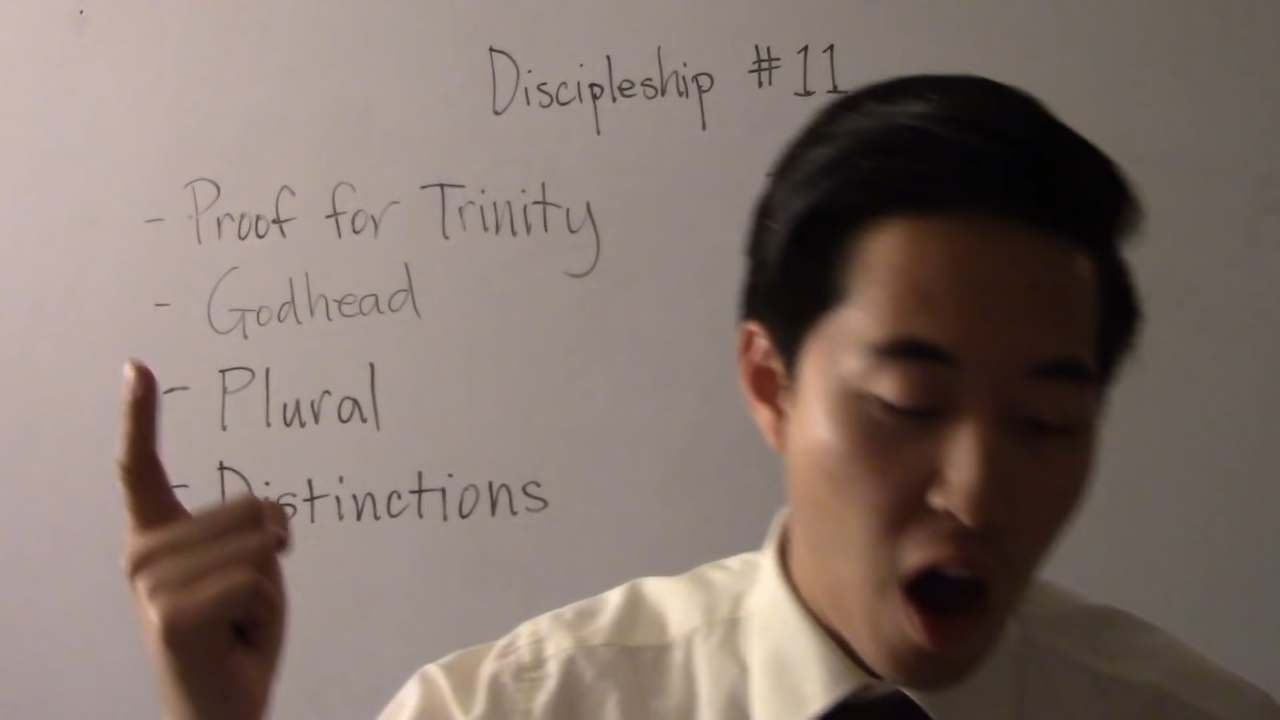 Discipleship #11
- Proof for Trinity
- Godhead
- Plural
- Distinctions